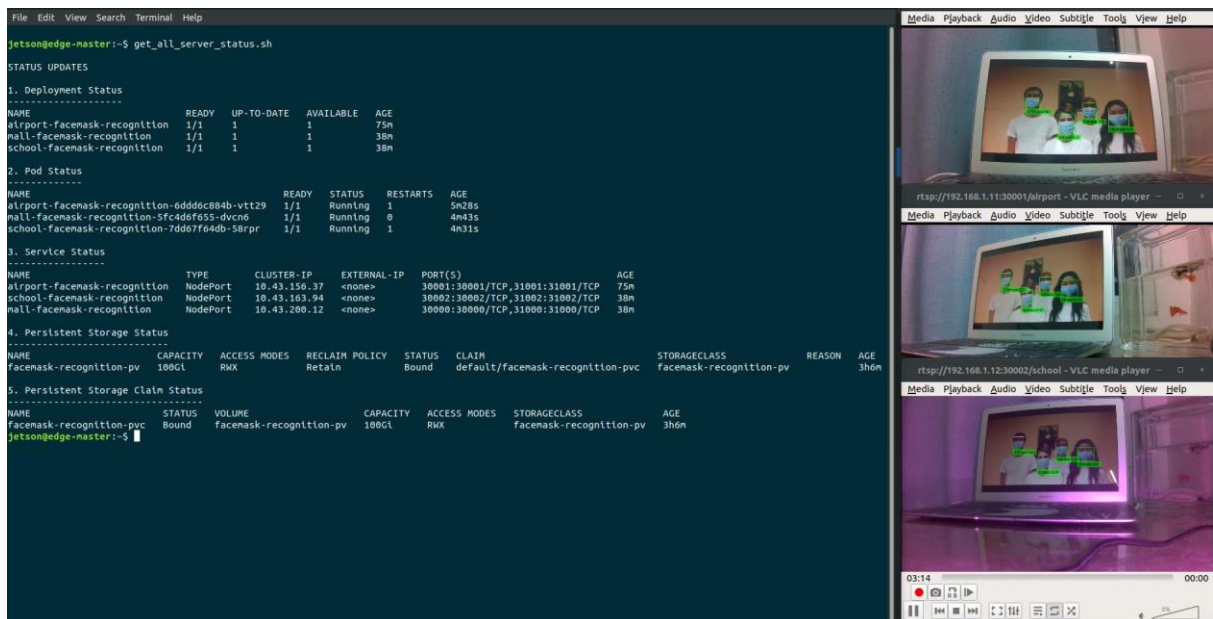 File Edit View Search Terminal Help
jetson@edge-master:~$ get_all_server_status.sh
STATUS UPDATES
1. Deployment Status
--------------------
NAME READY UP-TO-DATE AVAILABLE AGE
airport-facemask-recognition 1/1 1 1 75m
mall-facemask-recognition 1/1 1 1 38m
school-facemask-recognition 1/1 1 1 38m
2. Pod Status
-------------
NAME READY STATUS RESTARTS AGE
airport-facemask-recognition-6ddd6c884b-vtt29 1/1 Running 1 5m28s
mall-facemask-recognition-5fc4d6f655-dvcn6 1/1 Running 0 4m43s
school-facemask-recognition-7dd67f64db-58rpr 1/1 Running 1 4m31s
3. Service Status
-----------------
NAME TYPE CLUSTER-IP EXTERNAL-IP PORT(S) AGE
airport-facemask-recognition NodePort 10.43.156.37 <none> 30001:30001/TCP,31001:31001/TCP 75m
school-facemask-recognition NodePort 10.43.163.94 <none> 30002:30002/TCP,31002:31002/TCP 38m
mall-facemask-recognition NodePort 10.43.200.12 <none> 30000:30000/TCP,31000:31000/TCP 38m
4. Persistent Storage Status
----------------------------
NAME CAPACITY ACCESS MODES RECLAIM POLICY STATUS CLAIM STORAGECLASS REASON AGE
facemask-recognition-pv 100Gi RWX Retain Bound default/facemask-recognition-pvc facemask-recognition-pv 3h6m
5. Persistent Storage Claim Status
----------------------------------
NAME STATUS VOLUME CAPACITY ACCESS MODES STORAGECLASS AGE
facemask-recognition-pvc Bound facemask-recognition-pv 100Gi RWX facemask-recognition-pv 3h6m
jetson@edge-master:~$
Media Playback Audio Video Subtitle Tools View Help
rtsp://192.168.1.11:30001/airport - VLC media player
Media Playback Audio Video Subtitle Tools View Help
rtsp://192.168.1.12:30002/school - VLC media player
Media Playback Audio Video Subtitle Tools View Help
03:14 00:00
0%